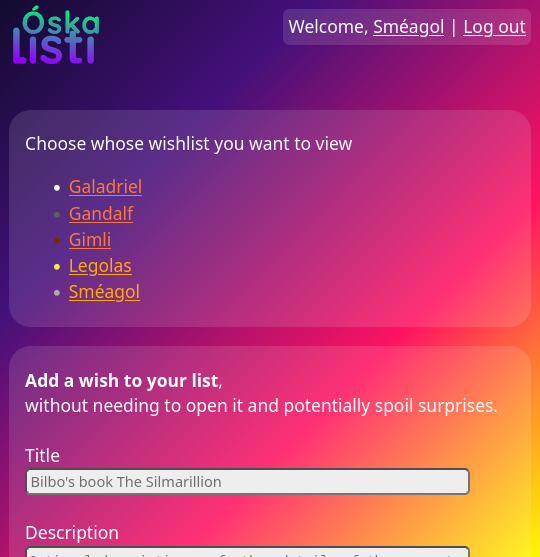 Óska
LISTI
Welcome, Sméagol | Log out
Choose whose wishlist you want to view
Galadriel
Gandalf
Gimli
Legolas
Sméagol
Add a wish to your list,
without needing to open it and potentially spoil surprises.
Title
Bilbo's book The Silmarillion
Description